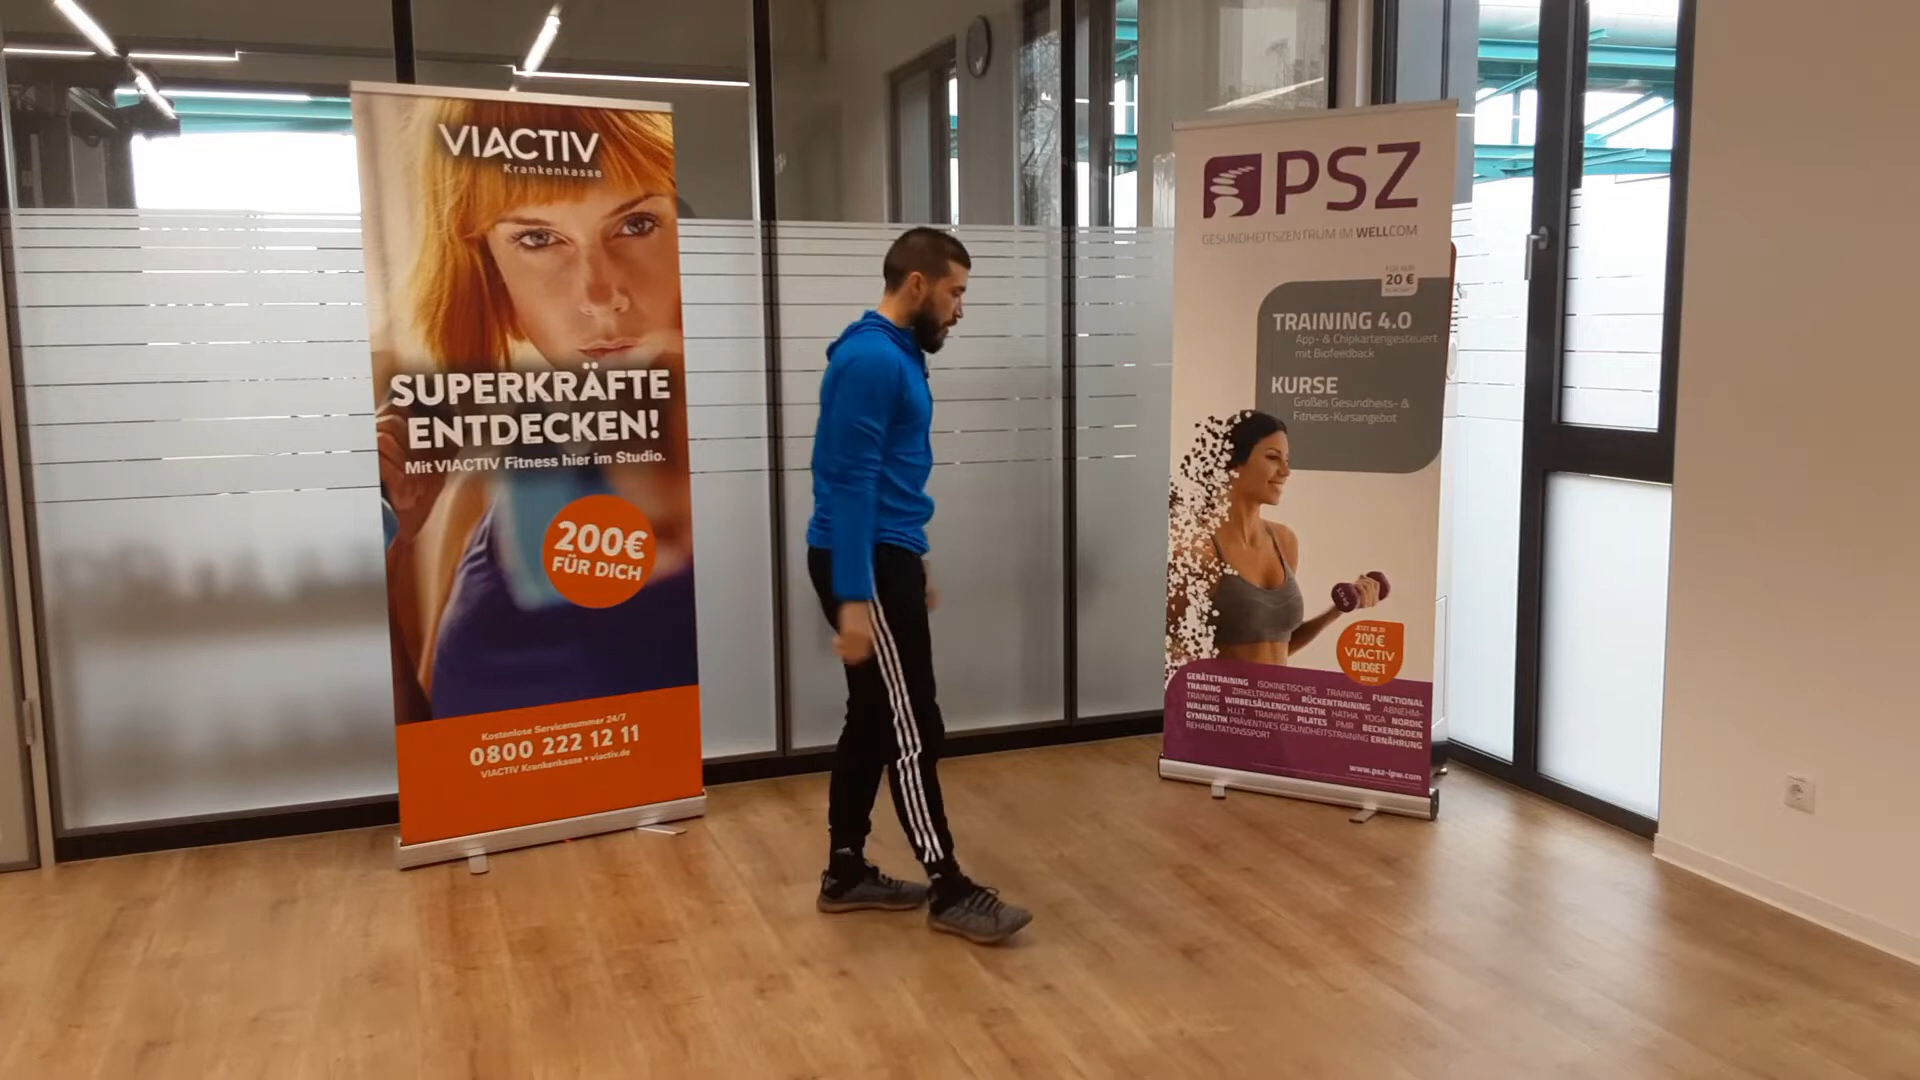 VIACTIV
Krankenkasse
SUPERKRÄFTE
ENTDECKEN!
Mit VIACTIV Fitness hier im Studio.
200€
FÜR DICH
Kostenlose Servicenummer 24/7
0800 222 12 11
VIACTIV Krankenkasse • viactiv.de
PSZ
GESUNDHEITSZENTRUM IM WELLCOM
20 €
TRAINING 4.0
App- & Chipkartengesteuert
mit Biofeedback
KURSE
Großes Gesundheits- &
Fitness-Kursangebot
200 €
VIACTIV
BUDGET
GERÄTETRAINING ISOKINETISCHES TRAINING FUNCTIONAL
TRAINING ZIRKELTRAINING RÜCKENTRAINING ABNEHM-
TRAINING WIRBELSÄULENGYMNASTIK HATHA YOGA NORDIC
WALKING H.I.I.T. TRAINING PILATES PMR BECKENBODEN
GYMNASTIK PRÄVENTIVES GESUNDHEITSTRAINING ERNÄHRUNG
REHABILITATIONSSPORT
www.psz-lpw.com